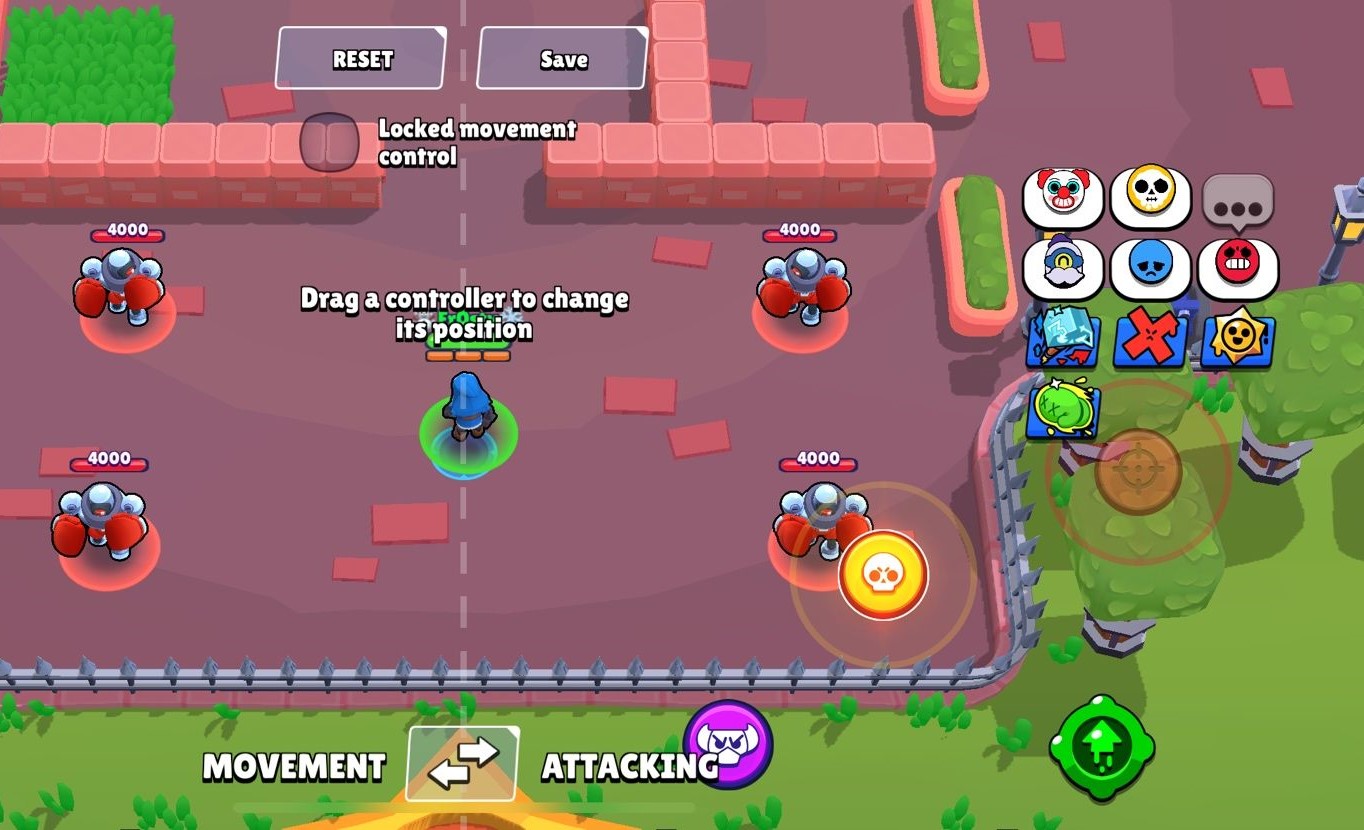 RESET
Save
Locked movement
control
4000
4000
Drag a controller to change
its position
4000
4000
MOVEMENT
ATTACKING